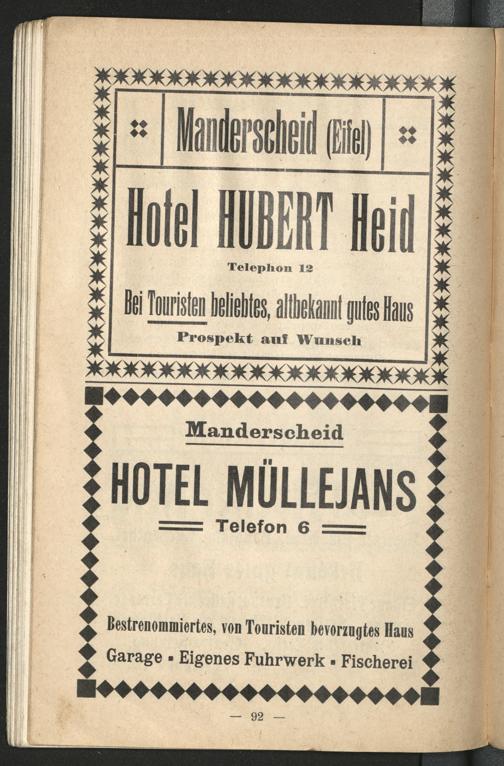 Manderscheid (Eifel)
Hotel HUBERT Heid
Telephon 12
Bei Touristen beliebtes, altbekannt gutes Haus
Prospekt auf Wunsch
Manderscheid
HOTEL MÜLLEJANS
Telefon 6
Bestrenommiertes, von Touristen bevorzugtes Haus
Garage ▪ Eigenes Fuhrwerk ▪ Fischerei
— 92 —